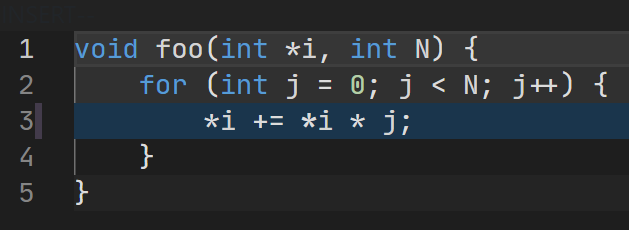 1 void foo(int *i, int N) {
2     for (int j = 0; j < N; j++) {
3         *i += *i * j;
4     }
5 }